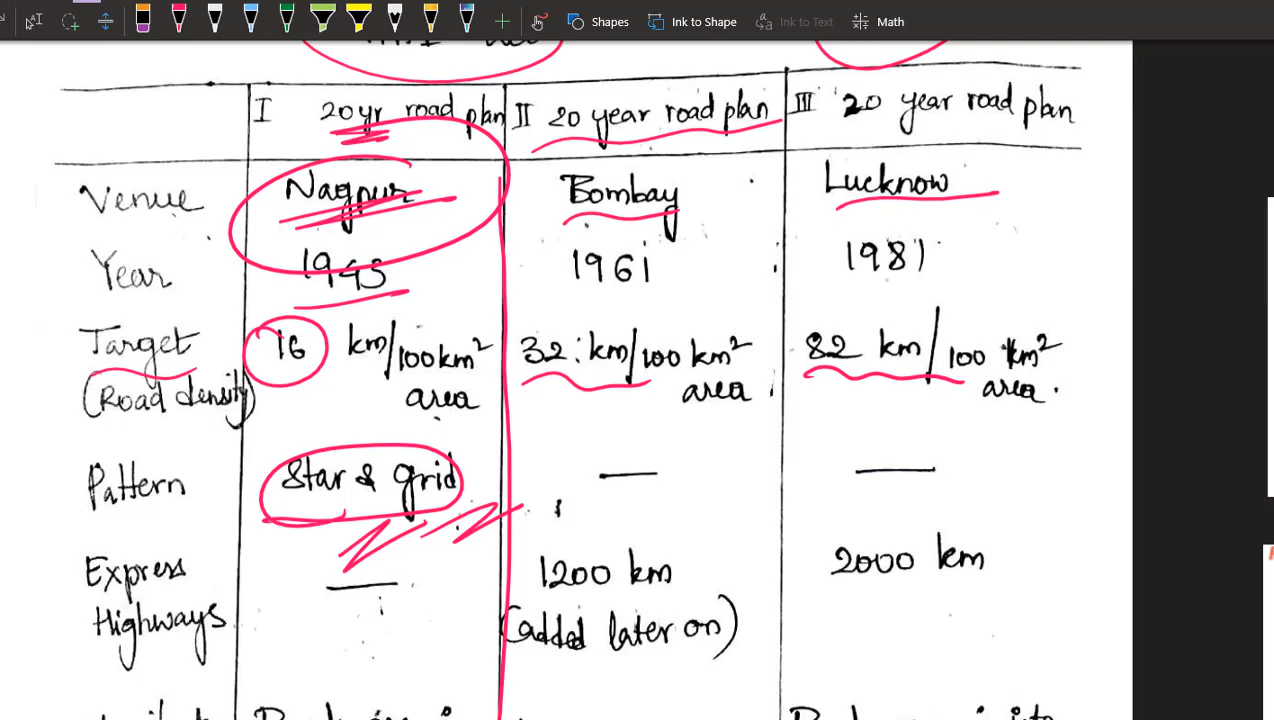 Shapes Ink to Shape Ink to Text Math
I 20yr road plan II 20 year road plan III 20 year road plan
Venue Nagpur Bombay Lucknow
Year 1943 1961 1981
Target 16 km/100km² 32 km/100 km² 82 km/100 km²
(Road density) area area area.
Pattern Star & grid — —
Express — 1200 km 2000 km
Highways (added later on)